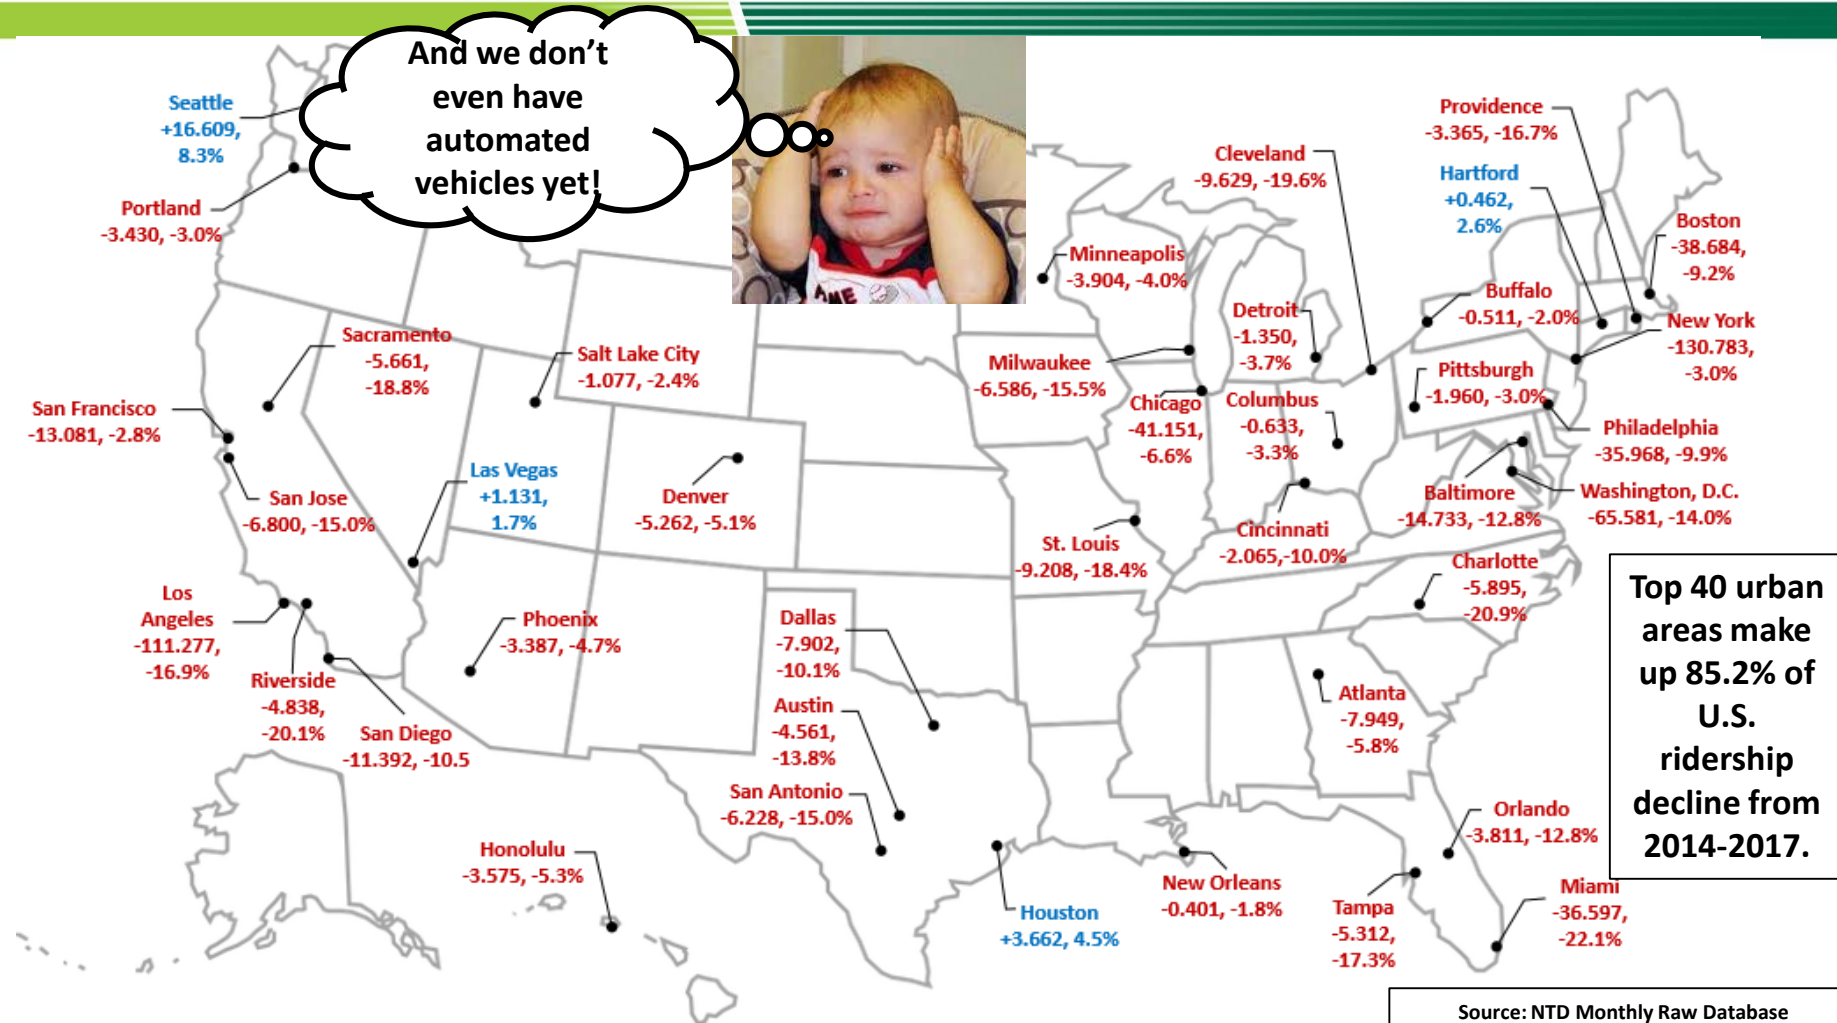 And we don't
even have
automated
vehicles yet!
Seattle
+16.609,
8.3%
Portland
-3.430, -3.0%
Providence
-3.365, -16.7%
Cleveland
-9.629, -19.6%
Hartford
+0.462,
2.6%
Boston
-38.684,
-9.2%
Minneapolis
-3.904, -4.0%
Buffalo
-0.511, -2.0%
Detroit
-1.350,
-3.7%
New York
-130.783,
-3.0%
Sacramento
-5.661,
-18.8%
Salt Lake City
-1.077, -2.4%
Milwaukee
-6.586, -15.5%
Pittsburgh
-1.960, -3.0%
San Francisco
-13.081, -2.8%
Chicago
-41.151,
-6.6%
Columbus
-0.633,
-3.3%
Philadelphia
-35.968, -9.9%
Las Vegas
+1.131,
1.7%
San Jose
-6.800, -15.0%
Denver
-5.262, -5.1%
Baltimore
-14.733, -12.8%
Washington, D.C.
-65.581, -14.0%
St. Louis
-9.208, -18.4%
Cincinnati
-2.065,-10.0%
Charlotte
-5.895,
-20.9%
Los
Angeles
-111.277,
-16.9%
Phoenix
-3.387, -4.7%
Dallas
-7.902,
-10.1%
Riverside
-4.838,
-20.1%
San Diego
-11.392, -10.5
Austin
-4.561,
-13.8%
Atlanta
-7.949,
-5.8%
San Antonio
-6.228, -15.0%
Orlando
-3.811, -12.8%
Honolulu
-3.575, -5.3%
Houston
+3.662, 4.5%
New Orleans
-0.401, -1.8%
Tampa
-5.312,
-17.3%
Miami
-36.597,
-22.1%
Top 40 urban
areas make
up 85.2% of
U.S.
ridership
decline from
2014-2017.
Source: NTD Monthly Raw Database